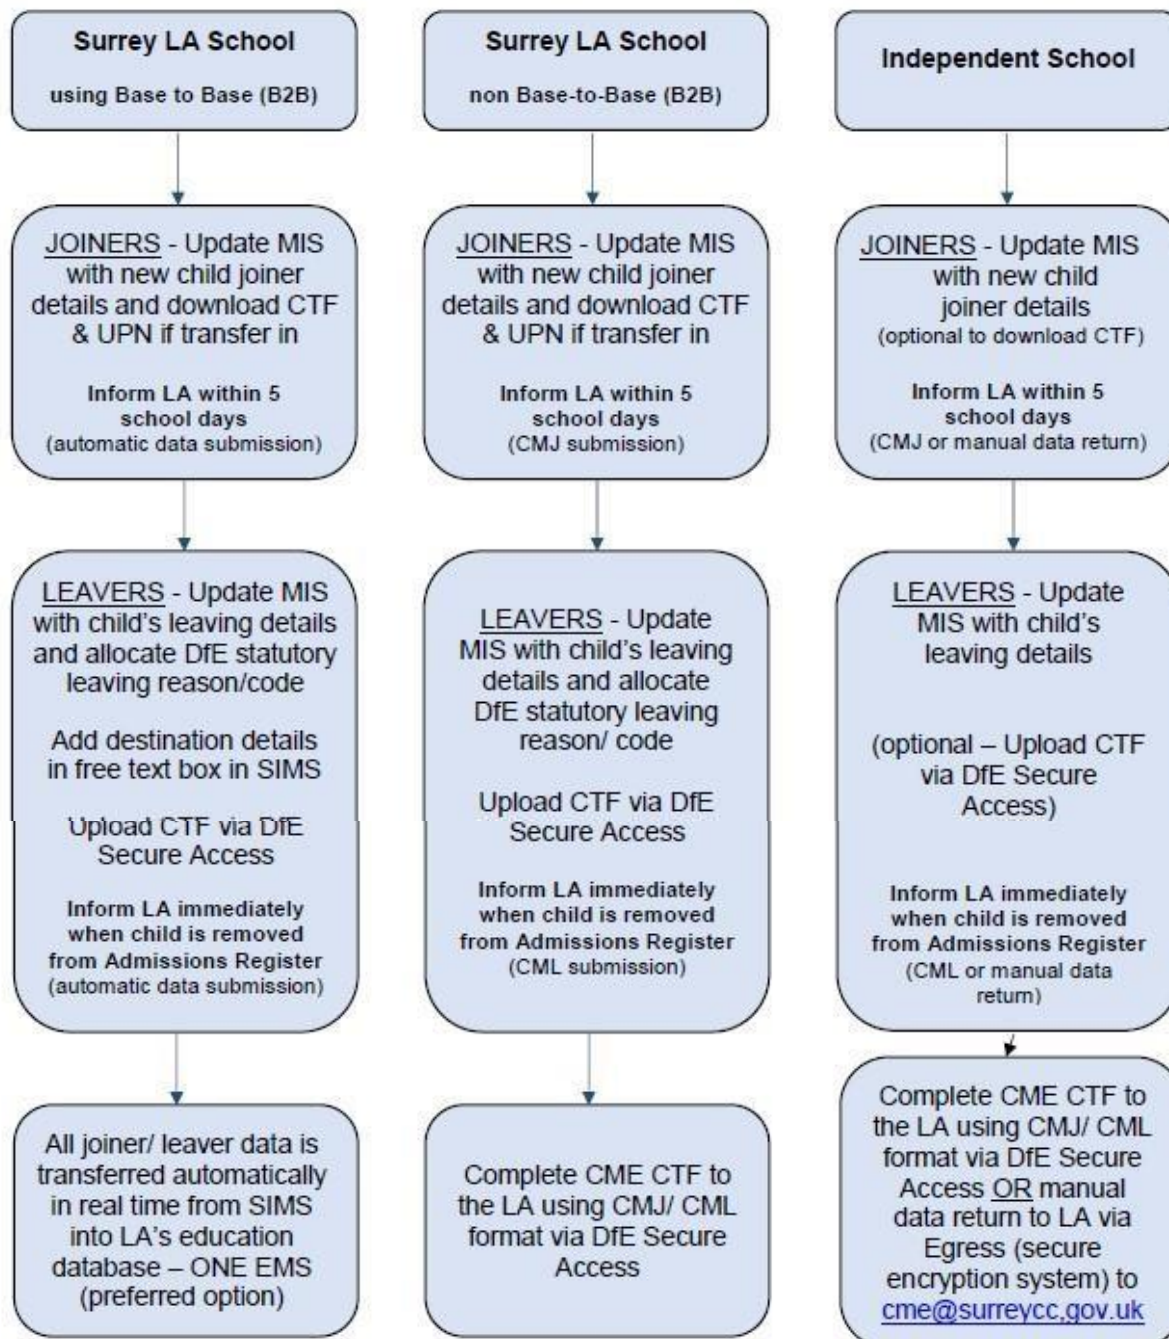 Surrey LA School
using Base to Base (B2B)
JOINERS - Update MIS
with new child joiner
details and download CTF
& UPN if transfer in
Inform LA within 5
school days
(automatic data submission)
LEAVERS - Update MIS
with child's leaving details
and allocate DfE statutory
leaving reason/code
Add destination details
in free text box in SIMS
Upload CTF via DfE
Secure Access
Inform LA immediately
when child is removed
from Admissions Register
(automatic data submission)
All joiner/ leaver data is
transferred automatically
in real time from SIMS
into LA's education
database – ONE EMS
(preferred option)
Surrey LA School
non Base-to-Base (B2B)
JOINERS - Update MIS
with new child joiner
details and download CTF
& UPN if transfer in
Inform LA within 5
school days
(CMJ submission)
LEAVERS - Update
MIS with child's leaving
details and allocate
DfE statutory leaving
reason/ code
Upload CTF via DfE
Secure Access
Inform LA immediately
when child is removed
from Admissions Register
(CML submission)
Complete CME CTF to
the LA using CMJ/ CML
format via DfE Secure
Access
Independent School
JOINERS - Update MIS
with new child
joiner details
(optional to download CTF)
Inform LA within 5
school days
(CMJ or manual data return)
LEAVERS - Update
MIS with child's
leaving details
(optional – Upload CTF
via DfE Secure
Access)
Inform LA immediately
when child is removed
from Admissions Register
(CML or manual data
return)
Complete CME CTF to
the LA using CMJ/ CML
format via DfE Secure
Access OR manual
data return to LA via
Egress (secure
encryption system) to
cme@surreycc,gov.uk